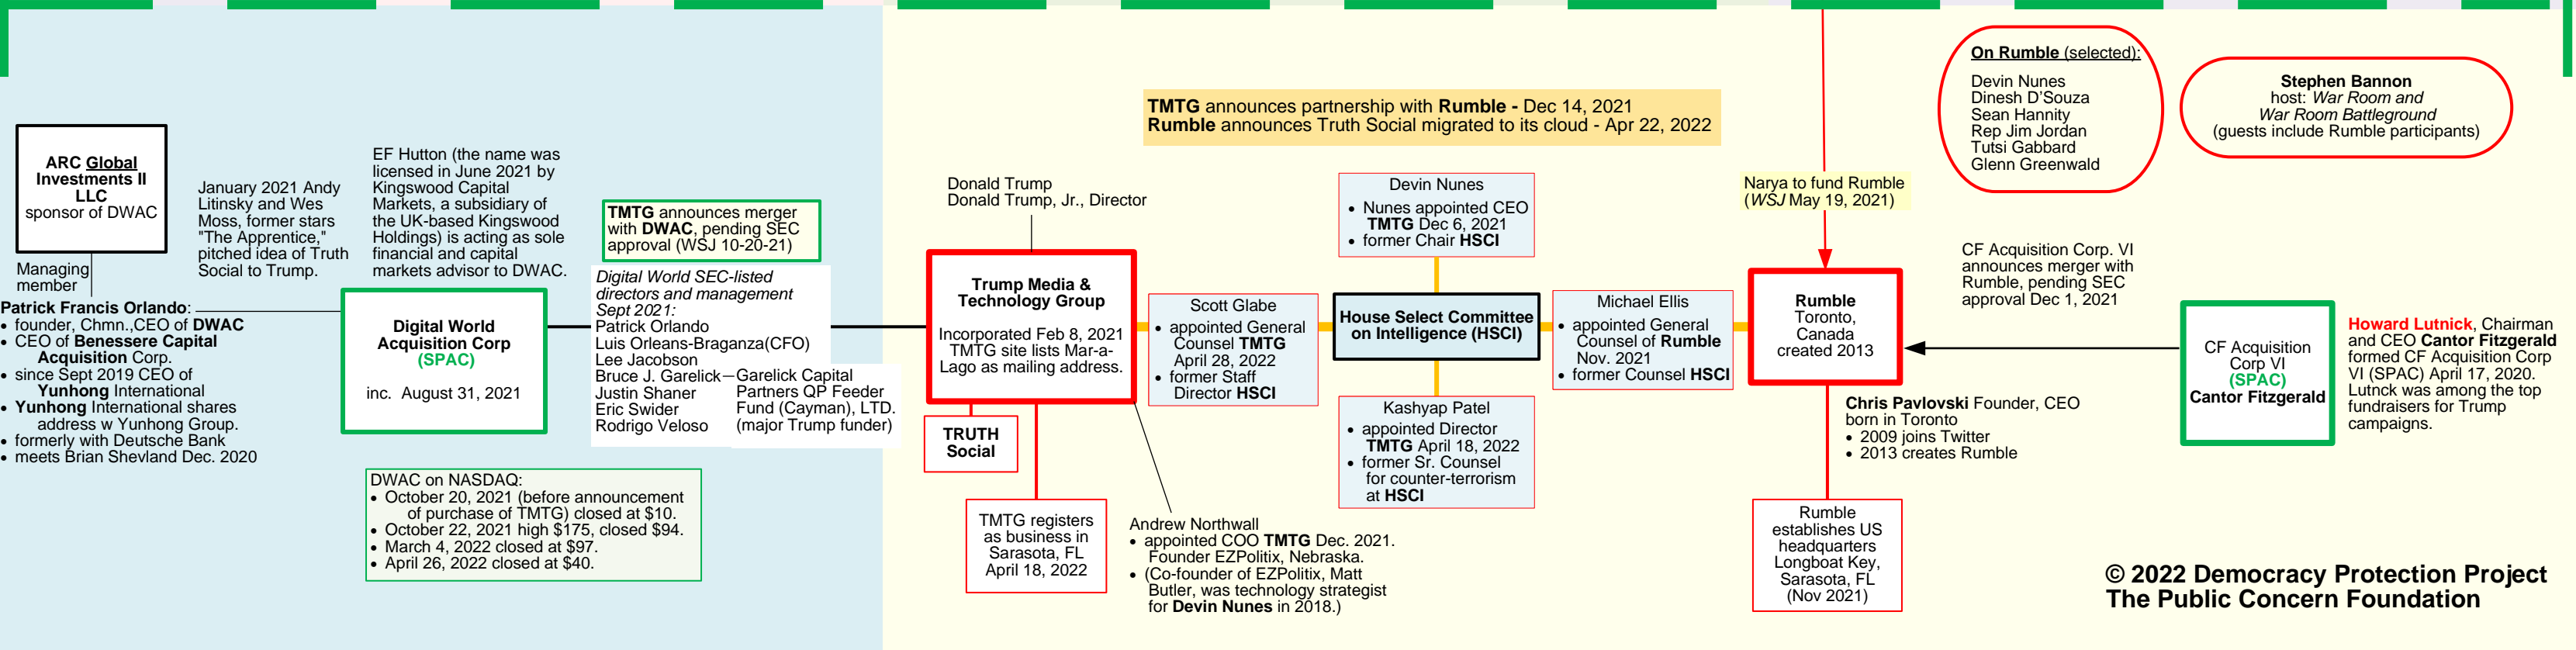 ARC Global
Investments II
LLC
sponsor of DWAC
Managing
member
Patrick Francis Orlando:
• founder, Chmn.,CEO of DWAC
• CEO of Benessere Capital
Acquisition Corp.
• since Sept 2019 CEO of
Yunhong International
• Yunhong International shares
address w Yunhong Group.
• formerly with Deutsche Bank
• meets Brian Shevland Dec. 2020
January 2021 Andy
Litinsky and Wes
Moss, former stars
"The Apprentice,"
pitched idea of Truth
Social to Trump.
EF Hutton (the name was
licensed in June 2021 by
Kingswood Capital
Markets, a subsidiary of
the UK-based Kingswood
Holdings) is acting as sole
financial and capital
markets advisor to DWAC.
Digital World
Acquisition Corp
(SPAC)
inc. August 31, 2021
DWAC on NASDAQ:
• October 20, 2021 (before announcement
of purchase of TMTG) closed at $10.
• October 22, 2021 high $175, closed $94.
• March 4, 2022 closed at $97.
• April 26, 2022 closed at $40.
TMTG announces merger
with DWAC, pending SEC
approval (WSJ 10-20-21)
Digital World SEC-listed
directors and management
Sept 2021:
Patrick Orlando
Luis Orleans-Braganza(CFO)
Lee Jacobson
Bruce J. Garelick
Justin Shaner
Eric Swider
Rodrigo Veloso
Garelick Capital
Partners QP Feeder
Fund (Cayman), LTD.
(major Trump funder)
Donald Trump
Donald Trump, Jr., Director
Trump Media &
Technology Group
Incorporated Feb 8, 2021
TMTG site lists Mar-a-
Lago as mailing address.
TRUTH
Social
TMTG registers
as business in
Sarasota, FL
April 18, 2022
Andrew Northwall
• appointed COO TMTG Dec. 2021.
Founder EZPolitix, Nebraska.
• (Co-founder of EZPolitix, Matt
Butler, was technology strategist
for Devin Nunes in 2018.)
TMTG announces partnership with Rumble - Dec 14, 2021
Rumble announces Truth Social migrated to its cloud - Apr 22, 2022
Scott Glabe
• appointed General
Counsel TMTG
April 28, 2022
• former Staff
Director HSCI
Devin Nunes
• Nunes appointed CEO
TMTG Dec 6, 2021
• former Chair HSCI
House Select Committee
on Intelligence (HSCI)
Kashyap Patel
• appointed Director
TMTG April 18, 2022
• former Sr. Counsel
for counter-terrorism
at HSCI
Michael Ellis
• appointed General
Counsel of Rumble
Nov. 2021
• former Counsel HSCI
Narya to fund Rumble
(WSJ May 19, 2021)
Rumble
Toronto,
Canada
created 2013
Chris Pavlovski Founder, CEO
born in Toronto
• 2009 joins Twitter
• 2013 creates Rumble
Rumble
establishes US
headquarters
Longboat Key,
Sarasota, FL
(Nov 2021)
On Rumble (selected):
Devin Nunes
Dinesh D'Souza
Sean Hannity
Rep Jim Jordan
Tutsi Gabbard
Glenn Greenwald
Stephen Bannon
host: War Room and
War Room Battleground
(guests include Rumble participants)
CF Acquisition Corp. VI
announces merger with
Rumble, pending SEC
approval Dec 1, 2021
CF Acquisition
Corp VI
(SPAC)
Cantor Fitzgerald
Howard Lutnick, Chairman
and CEO Cantor Fitzgerald
formed CF Acquisition Corp
VI (SPAC) April 17, 2020.
Lutnck was among the top
fundraisers for Trump
campaigns.
© 2022 Democracy Protection Project
The Public Concern Foundation